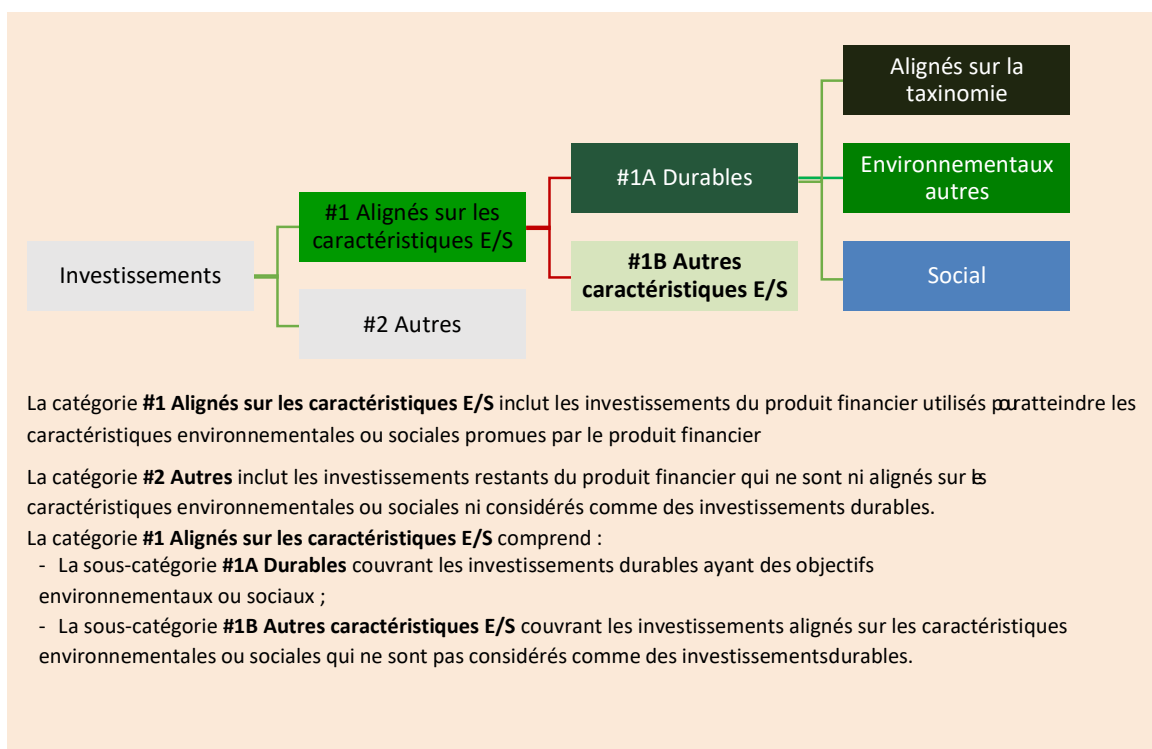 Alignés sur la
taxinomie
#1A Durables
Environnementaux
autres
#1 Alignés sur les
caractéristiques E/S
Investissements
#1B Autres
caractéristiques E/S
Social
#2 Autres
La catégorie #1 Alignés sur les caractéristiques E/S inclut les investissements du produit financier utilisés pouratteindre les
caractéristiques environnementales ou sociales promues par le produit financier
La catégorie #2 Autres inclut les investissements restants du produit financier qui ne sont ni alignés sur les
caractéristiques environnementales ou sociales ni considérés comme des investissements durables.
La catégorie #1 Alignés sur les caractéristiques E/S comprend :
- La sous-catégorie #1A Durables couvrant les investissements durables ayant des objectifs
environnementaux ou sociaux ;
- La sous-catégorie #1B Autres caractéristiques E/S couvrant les investissements alignés sur les caractéristiques
environnementales ou sociales qui ne sont pas considérés comme des investissementsdurables.